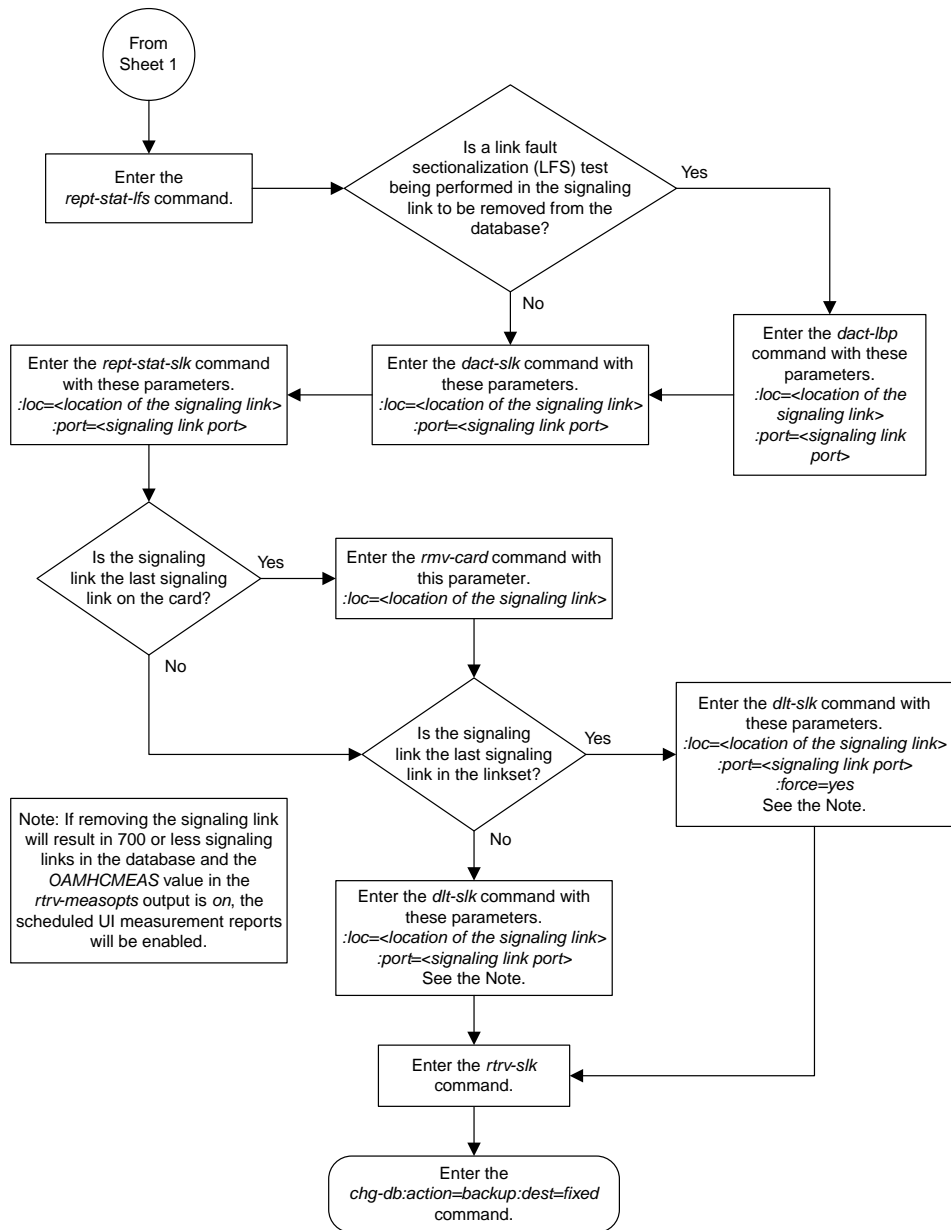 From
Sheet 1
Enter the
rept-stat-lfs command.
Is a link fault
sectionalization (LFS) test
being performed in the signaling
link to be removed from the
database?
Yes
No
Enter the dact-lbp
command with these
parameters.
:loc=<location of the
signaling link>
:port=<signaling link
port>
Enter the dact-slk command with
these parameters.
:loc=<location of the signaling link>
:port=<signaling link port>
Enter the rept-stat-slk command
with these parameters.
:loc=<location of the signaling link>
:port=<signaling link port>
Is the signaling
link the last signaling
link on the card?
Yes
No
Enter the rmv-card command with
this parameter.
:loc=<location of the signaling link>
Is the signaling
link the last signaling
link in the linkset?
Yes
No
Enter the dlt-slk command with
these parameters.
:loc=<location of the signaling link>
:port=<signaling link port>
:force=yes
See the Note.
Note: If removing the signaling link
will result in 700 or less signaling
links in the database and the
OAMHCMEAS value in the
rtrv-measopts output is on, the
scheduled UI measurement reports
will be enabled.
Enter the dlt-slk command with
these parameters.
:loc=<location of the signaling link>
:port=<signaling link port>
See the Note.
Enter the rtrv-slk
command.
Enter the
chg-db:action=backup:dest=fixed
command.